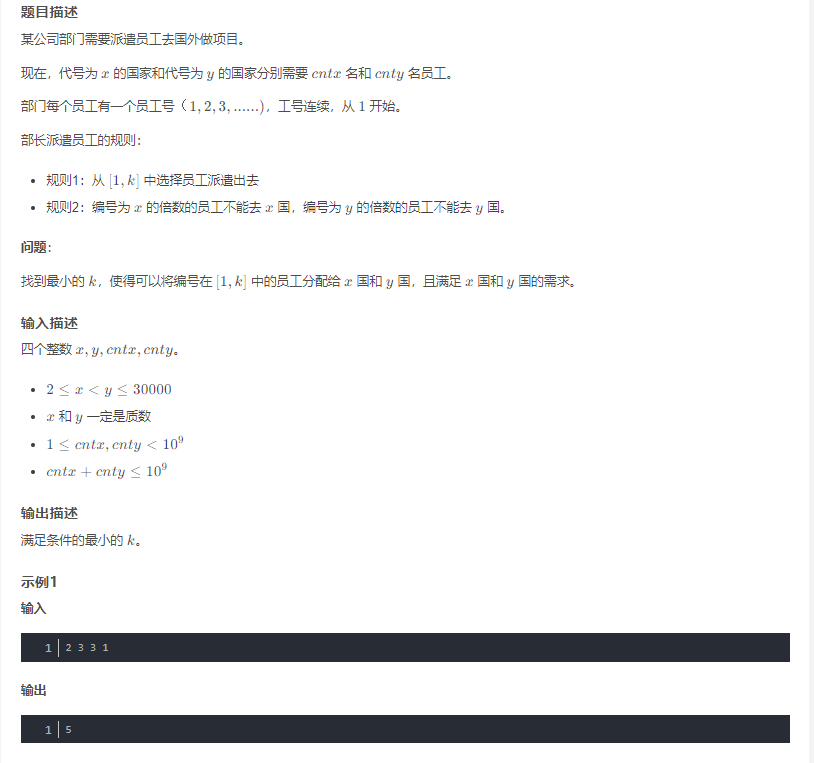 题目描述
某公司部门需要派遣员工去国外做项目。
现在，代号为 x 的国家和代号为 y 的国家分别需要 cntx 名和 cnty 名员工。
部门每个员工有一个员工号（1, 2, 3, ......)，工号连续，从 1 开始。
部长派遣员工的规则：
• 规则1：从 [1, k] 中选择员工派遣出去
• 规则2：编号为 x 的倍数的员工不能去 x 国，编号为 y 的倍数的员工不能去 y 国。
问题：
找到最小的 k，使得可以将编号在 [1, k] 中的员工分配给 x 国和 y 国，且满足 x 国和 y 国的需求。
输入描述
四个整数 x, y, cntx, cnty。
• 2 ≤ x < y ≤ 30000
• x 和 y 一定是质数
• 1 ≤ cntx, cnty < 10⁹
• cntx + cnty ≤ 10⁹
输出描述
满足条件的最小的 k。
示例1
输入
1 2 3 3 1
输出
1 5